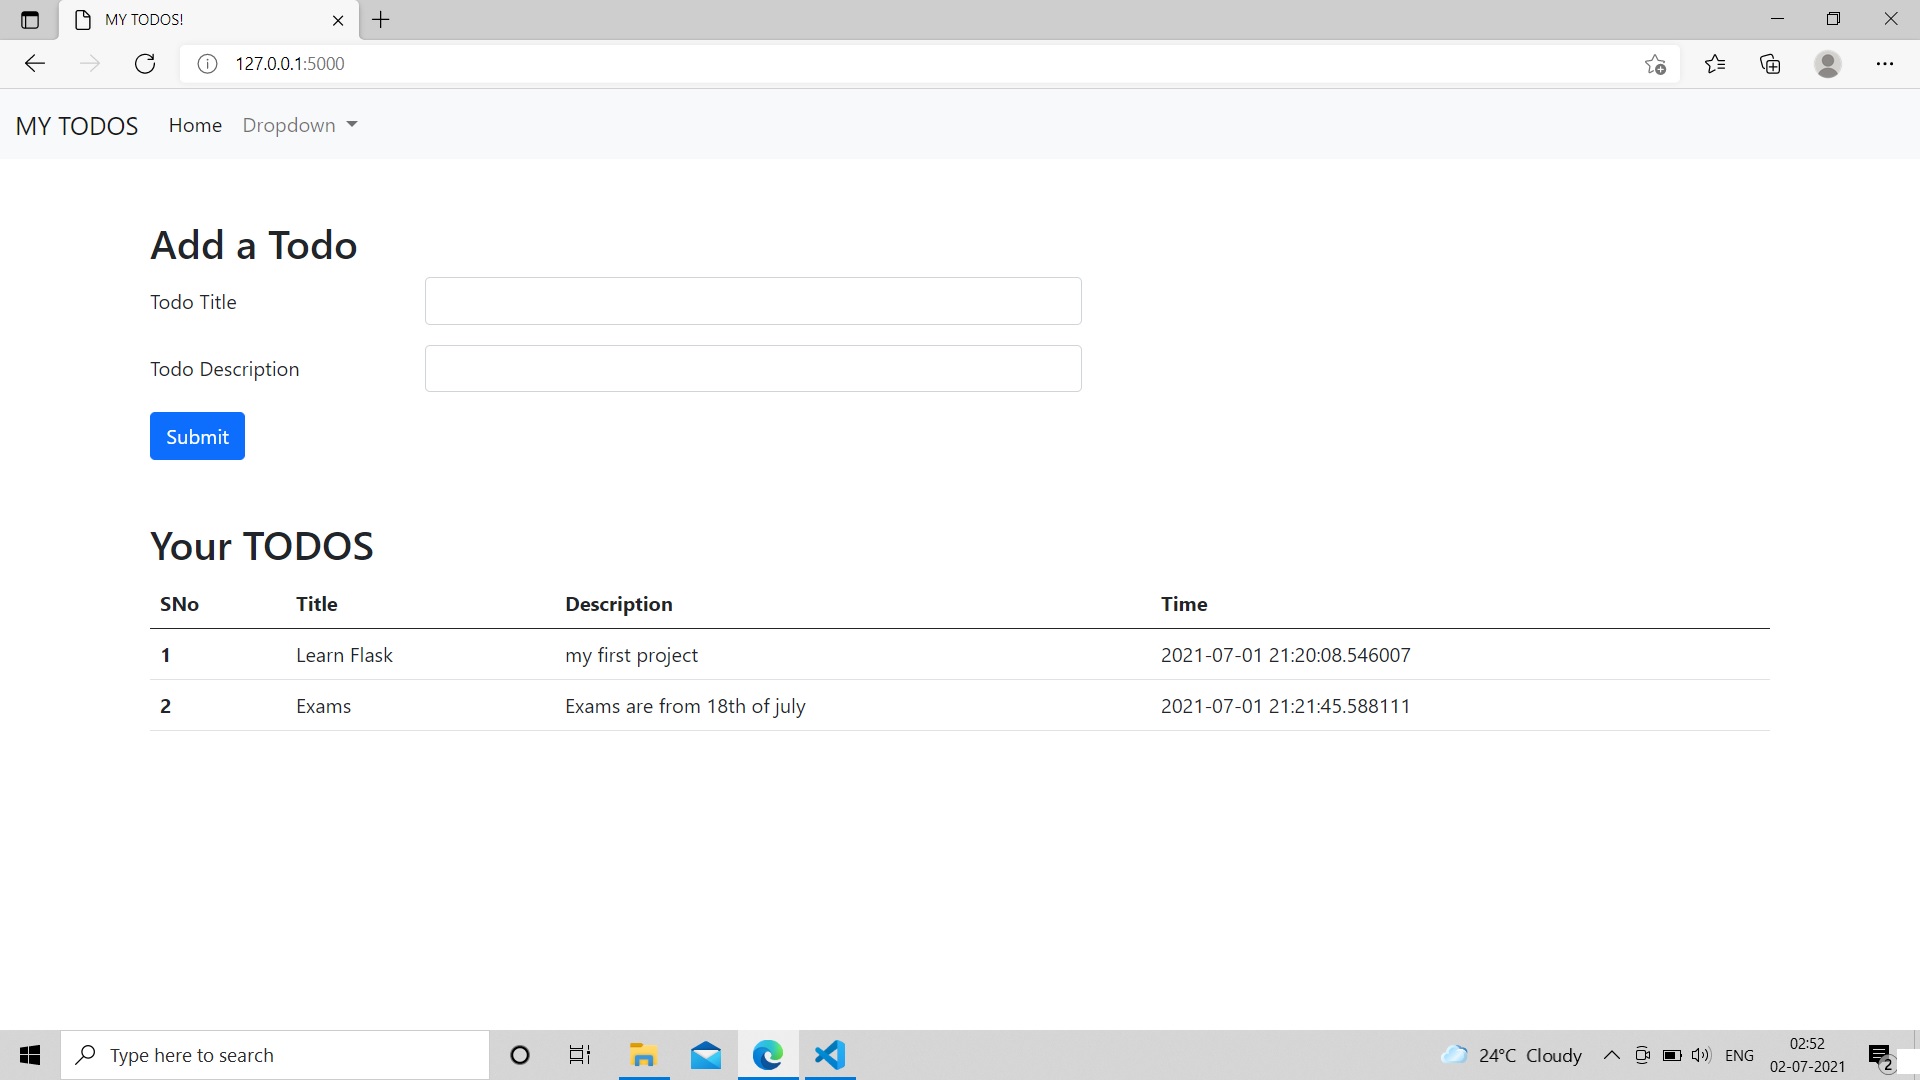 MY TODOS!
127.0.0.1:5000
MY TODOS Home Dropdown
Add a Todo
Todo Title
Todo Description
Submit
Your TODOS
SNo Title Description Time
1 Learn Flask my first project 2021-07-01 21:20:08.546007
2 Exams Exams are from 18th of july 2021-07-01 21:21:45.588111
Type here to search
24°C Cloudy
ENG
02:52
02-07-2021
2